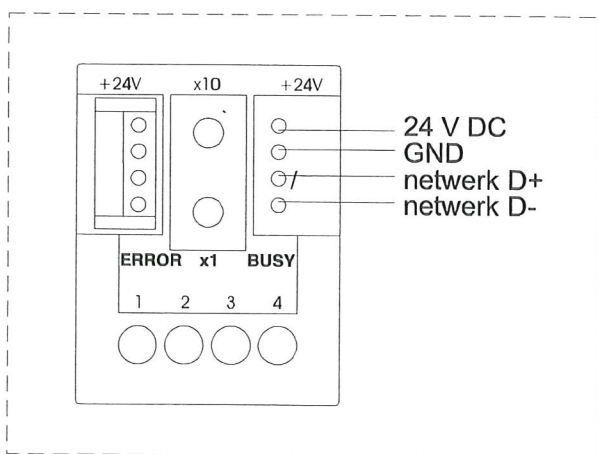 +24V x10 +24V
24 V DC
GND
netwerk D+
netwerk D-
ERROR x1 BUSY
1 2 3 4